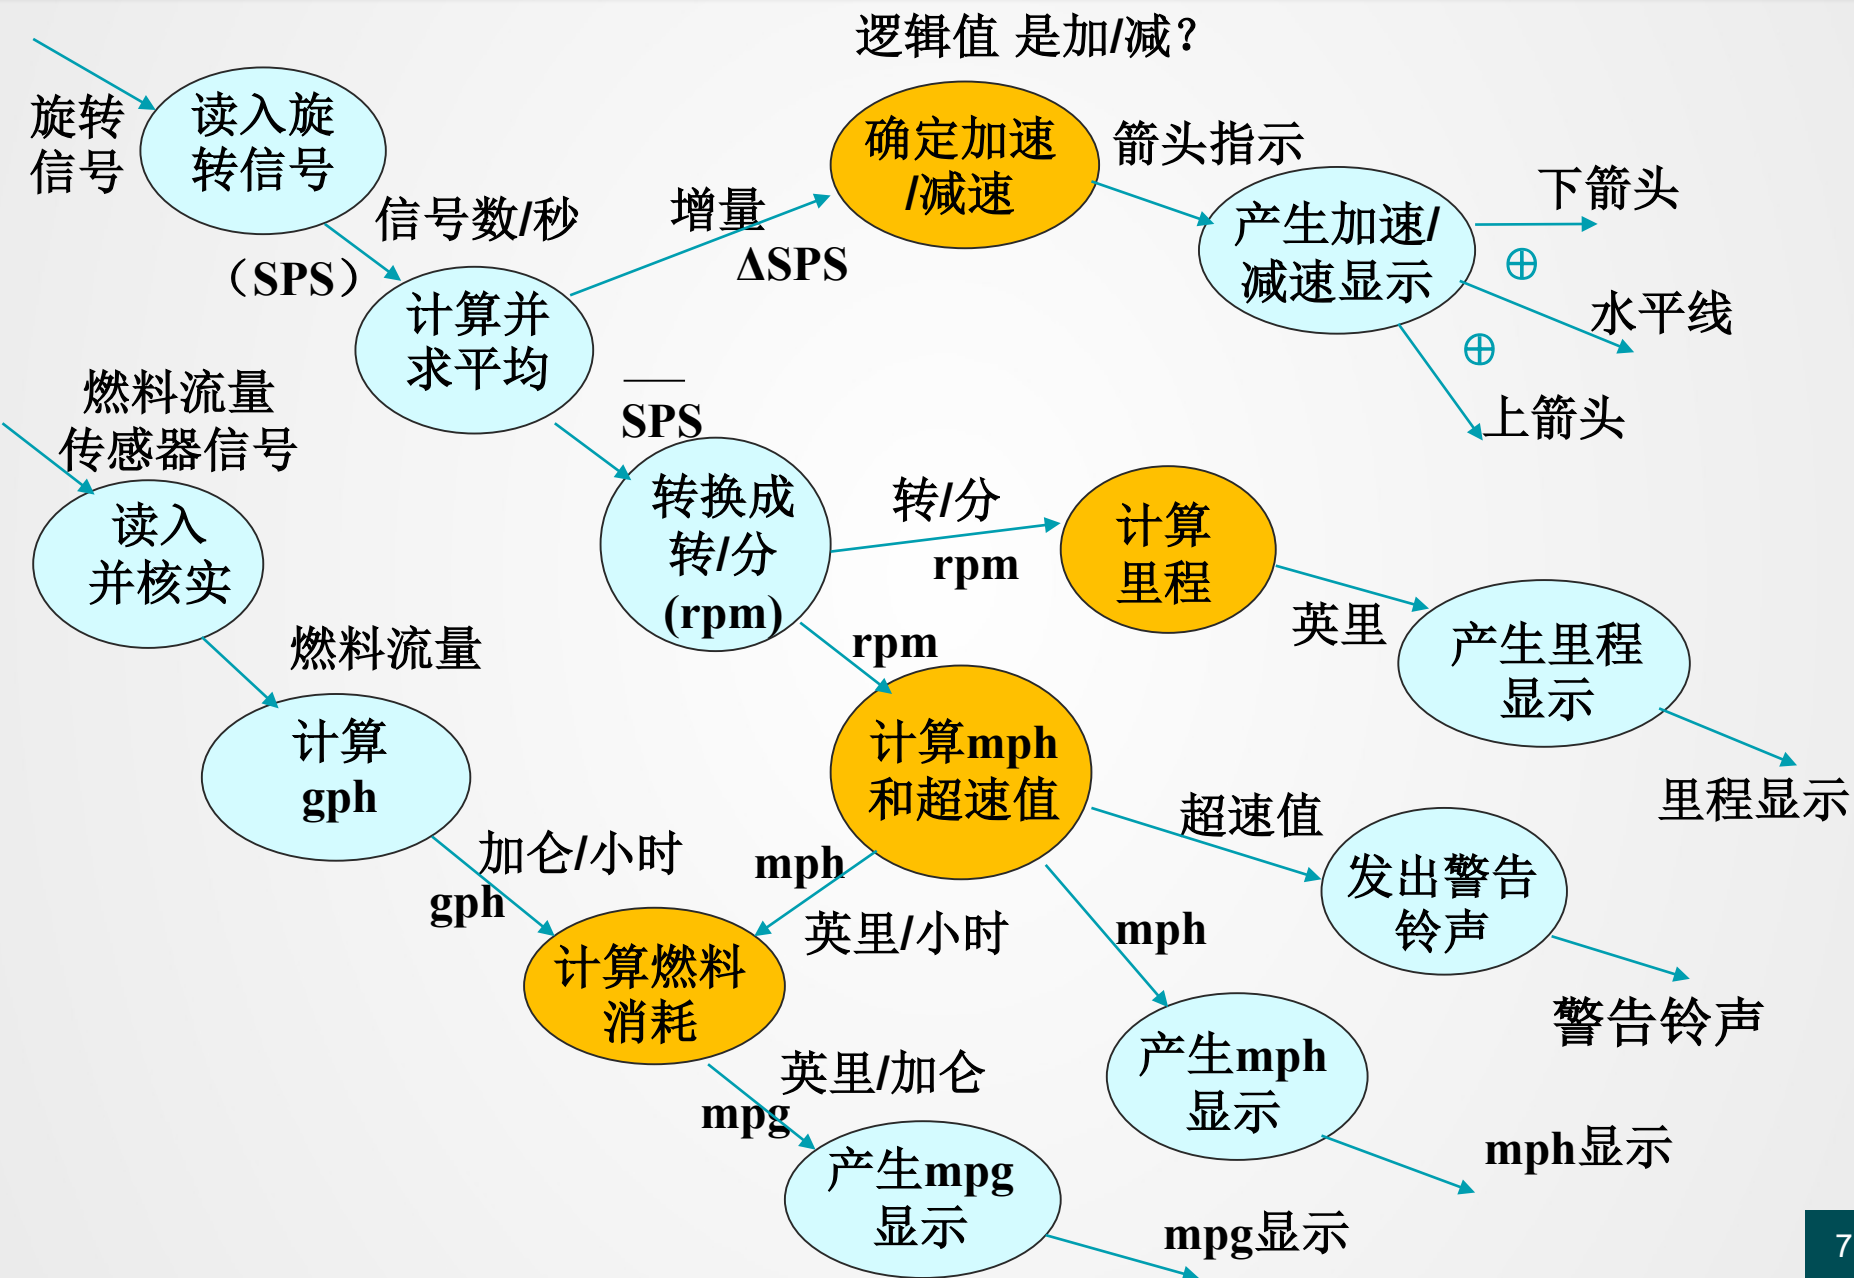 逻辑值 是加/减？
旋转
信号
读入旋
转信号
确定加速
/减速
箭头指示
下箭头
信号数/秒
（SPS）
增量
ΔSPS
产生加速/
减速显示
水平线
计算并
求平均
上箭头
燃料流量
传感器信号
SPS
读入
并核实
转换成
转/分
(rpm)
转/分
rpm
计算
里程
英里
产生里程
显示
里程显示
燃料流量
rpm
计算
gph
计算mph
和超速值
超速值
发出警告
铃声
警告铃声
加仑/小时
gph
mph
英里/小时
mph
计算燃料
消耗
产生mph
显示
mph显示
英里/加仑
mpg
产生mpg
显示
mpg显示
7